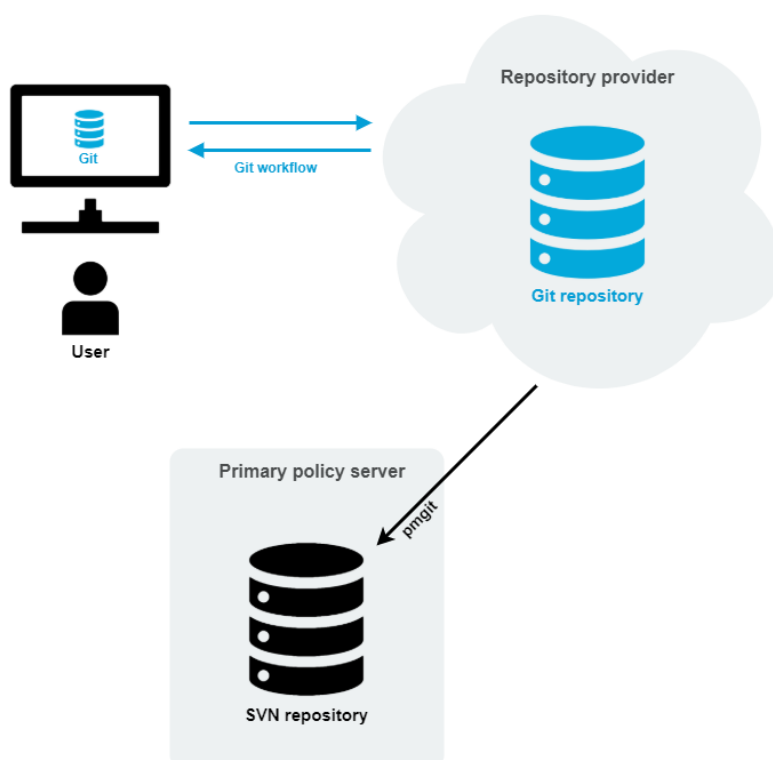 Repository provider
Git
Git workflow
Git repository
User
Primary policy server
pmgit
SVN repository